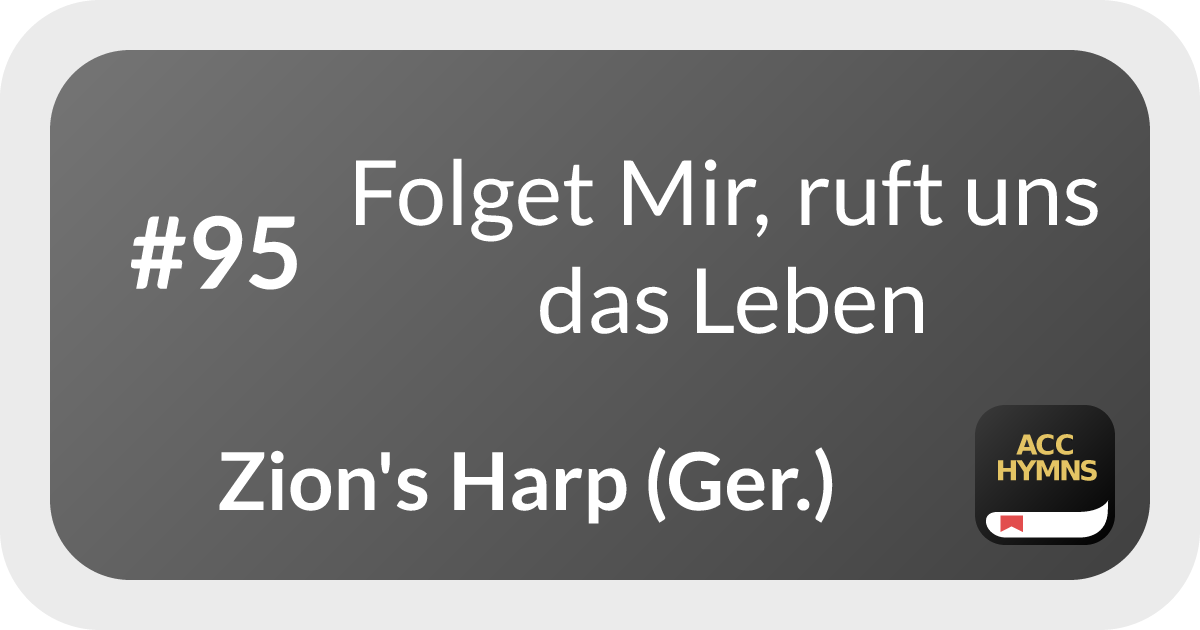 #95
Folget Mir, ruft uns
das Leben
Zion's Harp (Ger.)
ACC
HYMNS